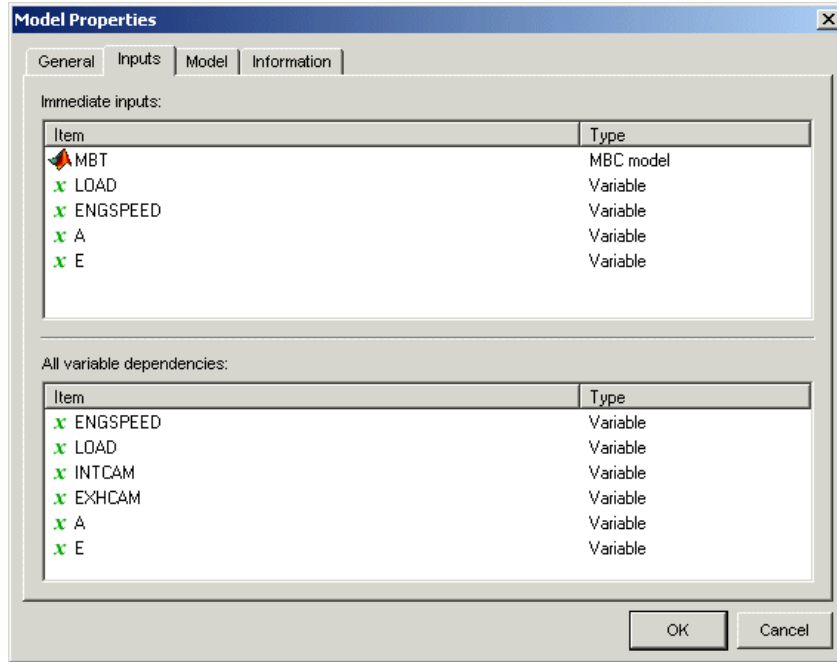 Model Properties
General Inputs Model Information
Immediate inputs:
Item Type
MBT MBC model
x LOAD Variable
x ENGSPEED Variable
x A Variable
x E Variable
All variable dependencies:
Item Type
x ENGSPEED Variable
x LOAD Variable
x INTCAM Variable
x EXHCAM Variable
x A Variable
x E Variable
OK Cancel